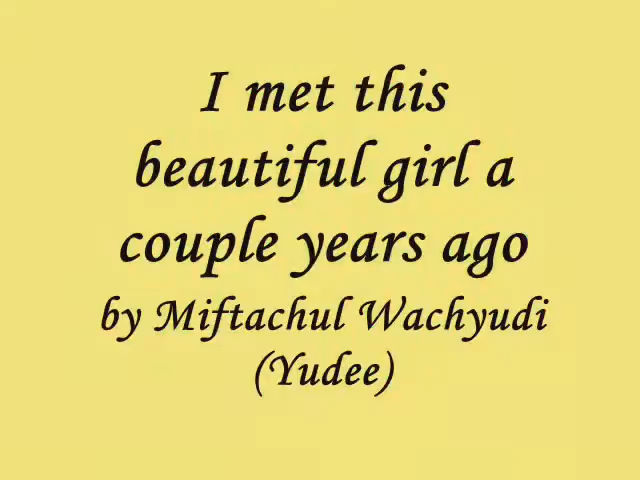 I met this
beautiful girl a
couple years ago
by Miftachul Wachyudi
(Yudee)